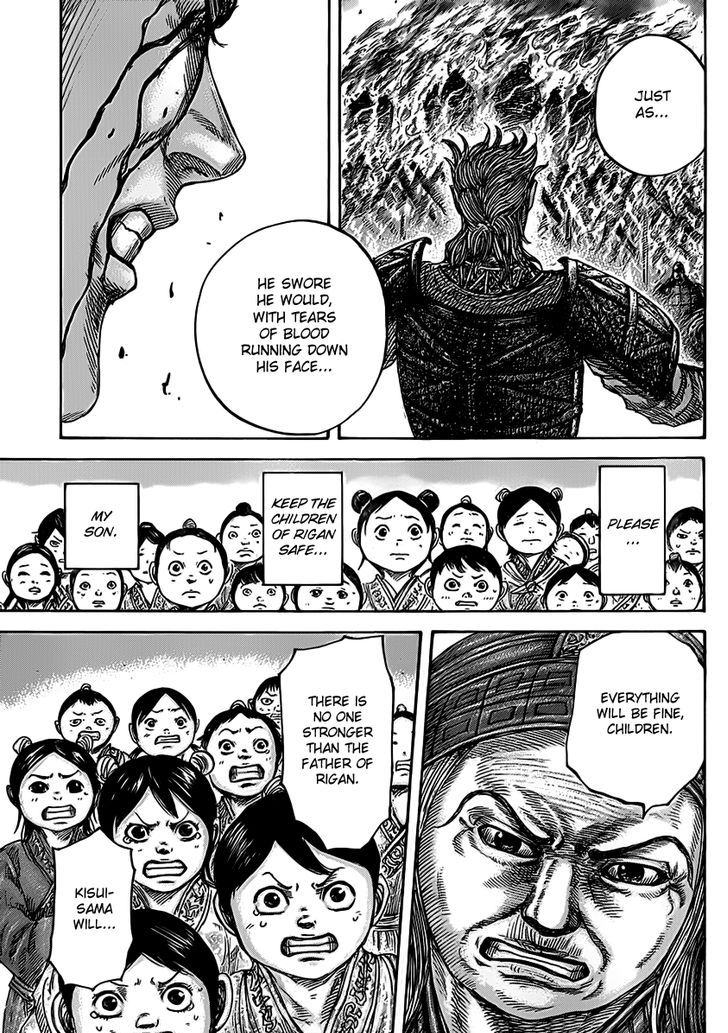 JUST
AS...
HE SWORE
HE WOULD,
WITH TEARS
OF BLOOD
RUNNING DOWN
HIS FACE...
PLEASE
...
KEEP THE
CHILDREN
OF RIGAN
SAFE...
MY
SON.
EVERYTHING
WILL BE FINE,
CHILDREN.
THERE IS
NO ONE
STRONGER
THAN THE
FATHER OF
RIGAN.
KISUI-
SAMA
WILL...